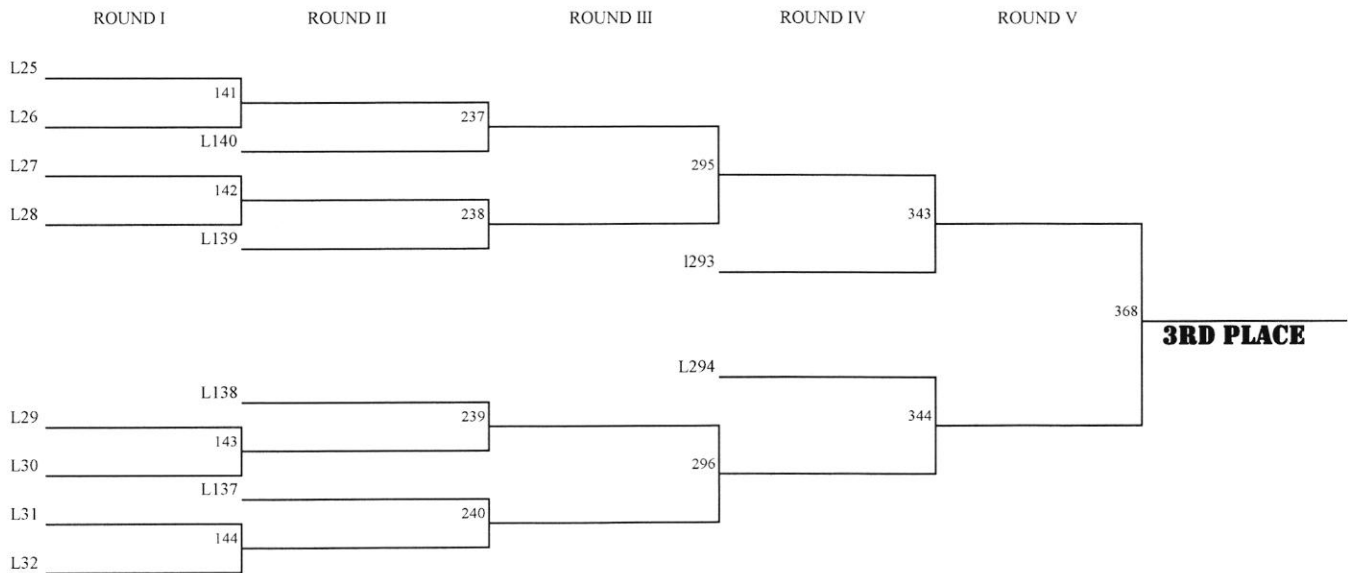 ROUND I ROUND II ROUND III ROUND IV ROUND V
L25
141
L26
237
L140
L27
295
142
L28
238
343
L139
l293
368
3RD PLACE
L294
L138
L29
239
344
143
L30
296
L137
L31
240
144
L32